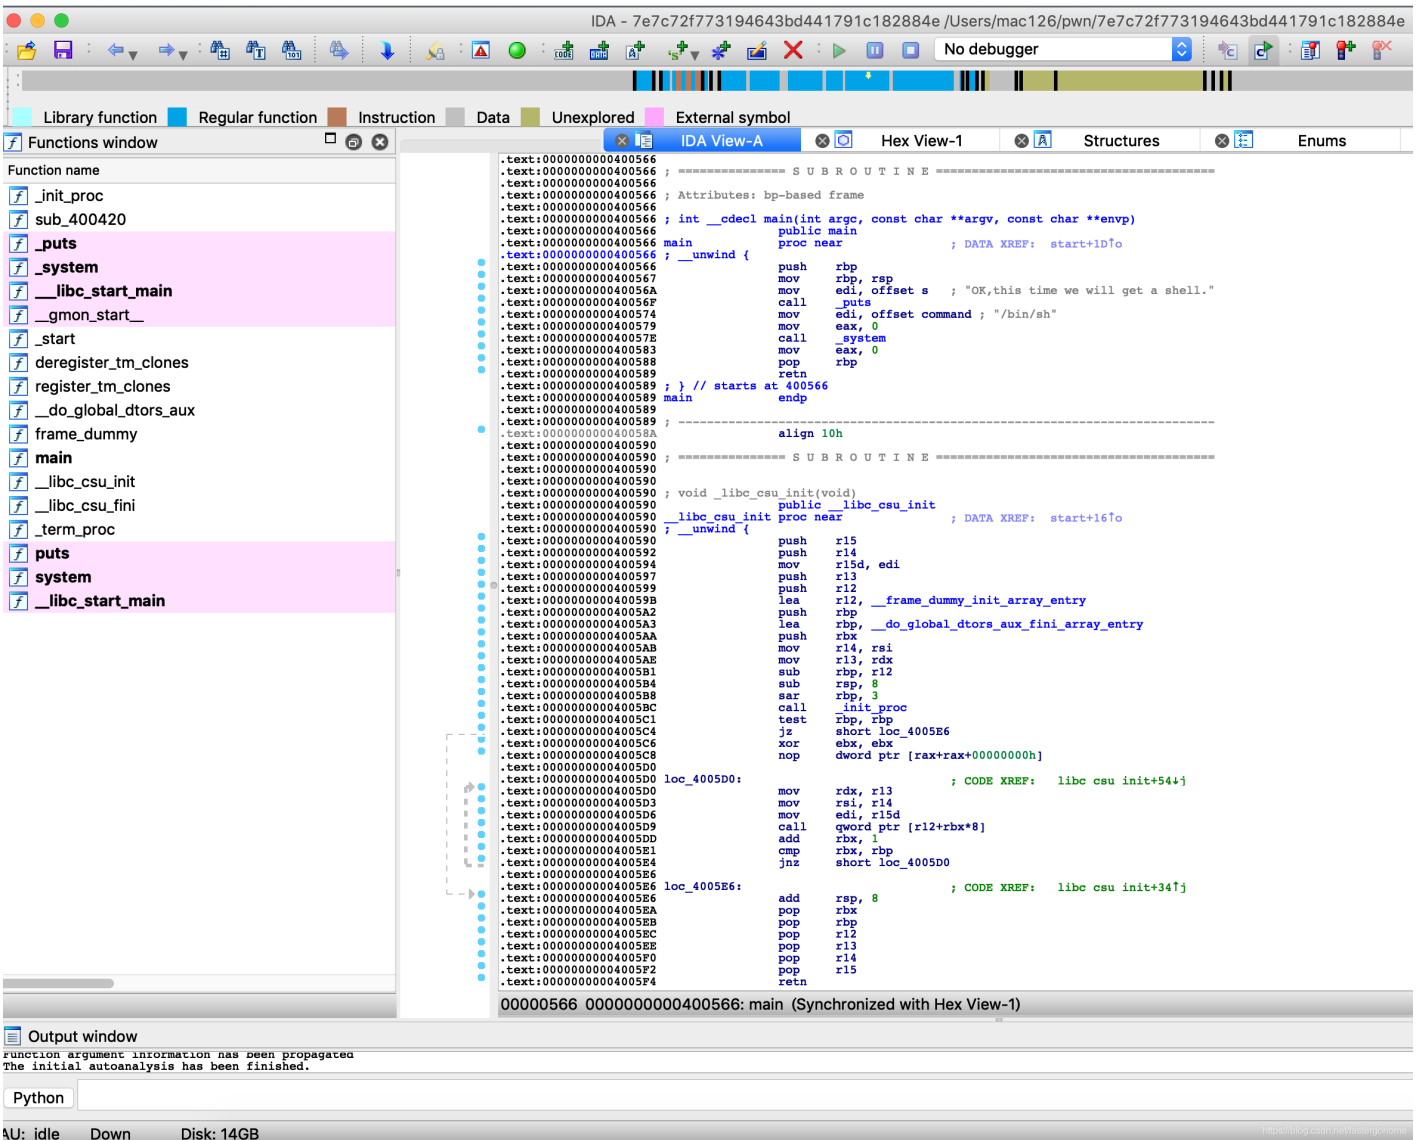 IDA - 7e7c72f773194643bd441791c182884e /Users/mac126/pwn/7e7c72f773194643bd441791c182884e
No debugger
Library function Regular function Instruction Data Unexplored External symbol
Functions window
IDA View-A Hex View-1 Structures Enums
Function name
_init_proc
sub_400420
_puts
_system
___libc_start_main
__gmon_start__
_start
deregister_tm_clones
register_tm_clones
__do_global_dtors_aux
frame_dummy
main
__libc_csu_init
__libc_csu_fini
_term_proc
puts
system
__libc_start_main
.text:0000000000400566
.text:0000000000400566 ; =============== S U B R O U T I N E =======================================
.text:0000000000400566
.text:0000000000400566 ; Attributes: bp-based frame
.text:0000000000400566
.text:0000000000400566 ; int __cdecl main(int argc, const char **argv, const char **envp)
.text:0000000000400566 public main
.text:0000000000400566 main proc near ; DATA XREF: start+1D↑o
.text:0000000000400566 ; __unwind {
.text:0000000000400566 push rbp
.text:0000000000400567 mov rbp, rsp
.text:000000000040056A mov edi, offset s ; "OK,this time we will get a shell."
.text:000000000040056F call _puts
.text:0000000000400574 mov edi, offset command ; "/bin/sh"
.text:0000000000400579 mov eax, 0
.text:000000000040057E call _system
.text:0000000000400583 mov eax, 0
.text:0000000000400588 pop rbp
.text:0000000000400589 retn
.text:0000000000400589 ; } // starts at 400566
.text:0000000000400589 main endp
.text:0000000000400589
.text:0000000000400589 ; ---------------------------------------------------------------------------
.text:000000000040058A align 10h
.text:0000000000400590
.text:0000000000400590 ; =============== S U B R O U T I N E =======================================
.text:0000000000400590
.text:0000000000400590
.text:0000000000400590 ; void _libc_csu_init(void)
.text:0000000000400590 public __libc_csu_init
.text:0000000000400590 __libc_csu_init proc near ; DATA XREF: start+16↑o
.text:0000000000400590 ; __unwind {
.text:0000000000400590 push r15
.text:0000000000400592 push r14
.text:0000000000400594 mov r15d, edi
.text:0000000000400597 push r13
.text:0000000000400599 push r12
.text:000000000040059B lea r12, __frame_dummy_init_array_entry
.text:00000000004005A2 push rbp
.text:00000000004005A3 lea rbp, __do_global_dtors_aux_fini_array_entry
.text:00000000004005AA push rbx
.text:00000000004005AB mov r14, rsi
.text:00000000004005AE mov r13, rdx
.text:00000000004005B1 sub rbp, r12
.text:00000000004005B4 sub rsp, 8
.text:00000000004005B8 sar rbp, 3
.text:00000000004005BC call _init_proc
.text:00000000004005C1 test rbp, rbp
.text:00000000004005C4 jz short loc_4005E6
.text:00000000004005C6 xor ebx, ebx
.text:00000000004005C8 nop dword ptr [rax+rax+00000000h]
.text:00000000004005D0
.text:00000000004005D0 loc_4005D0: ; CODE XREF: libc csu init+54↓j
.text:00000000004005D0 mov rdx, r13
.text:00000000004005D3 mov rsi, r14
.text:00000000004005D6 mov edi, r15d
.text:00000000004005D9 call qword ptr [r12+rbx*8]
.text:00000000004005DD add rbx, 1
.text:00000000004005E1 cmp rbx, rbp
.text:00000000004005E4 jnz short loc_4005D0
.text:00000000004005E6
.text:00000000004005E6 loc_4005E6: ; CODE XREF: libc csu init+34↑j
.text:00000000004005E6 add rsp, 8
.text:00000000004005EA pop rbx
.text:00000000004005EB pop rbp
.text:00000000004005EC pop r12
.text:00000000004005EE pop r13
.text:00000000004005F0 pop r14
.text:00000000004005F2 pop r15
.text:00000000004005F4 retn
00000566 0000000000400566: main (Synchronized with Hex View-1)
Output window
Function argument information has been propagated
The initial autoanalysis has been finished.
Python
AU: idle Down Disk: 14GB